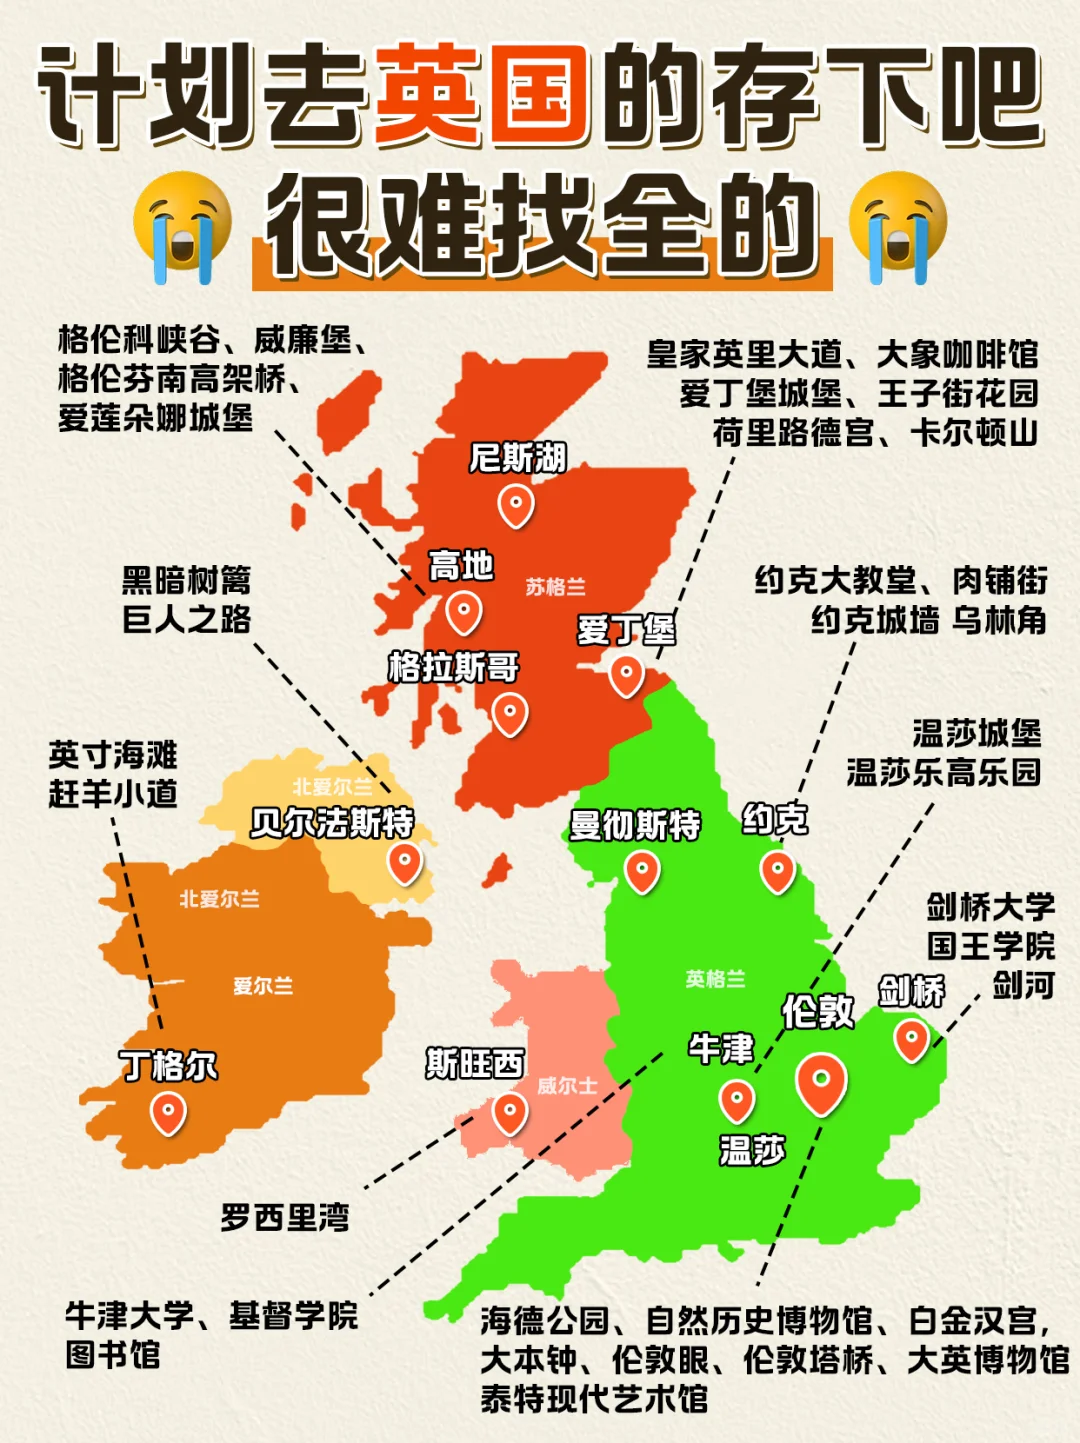 计划去英国的存下吧
很难找全的
格伦科峡谷、威廉堡、
格伦芬南高架桥、
爱莲朵娜城堡
皇家英里大道、大象咖啡馆
爱丁堡城堡、王子街花园
荷里路德宫、卡尔顿山
尼斯湖
高地
苏格兰
黑暗树篱
巨人之路
约克大教堂、肉铺街
约克城墙 乌林角
爱丁堡
格拉斯哥
英寸海滩
赶羊小道
温莎城堡
温莎乐高乐园
北爱尔兰
贝尔法斯特
曼彻斯特
约克
北爱尔兰
剑桥大学
国王学院
剑河
爱尔兰
英格兰
伦敦
剑桥
丁格尔
斯旺西
威尔士
牛津
温莎
罗西里湾
牛津大学、基督学院
图书馆
海德公园、自然历史博物馆、白金汉宫,
大本钟、伦敦眼、伦敦塔桥、大英博物馆
泰特现代艺术馆